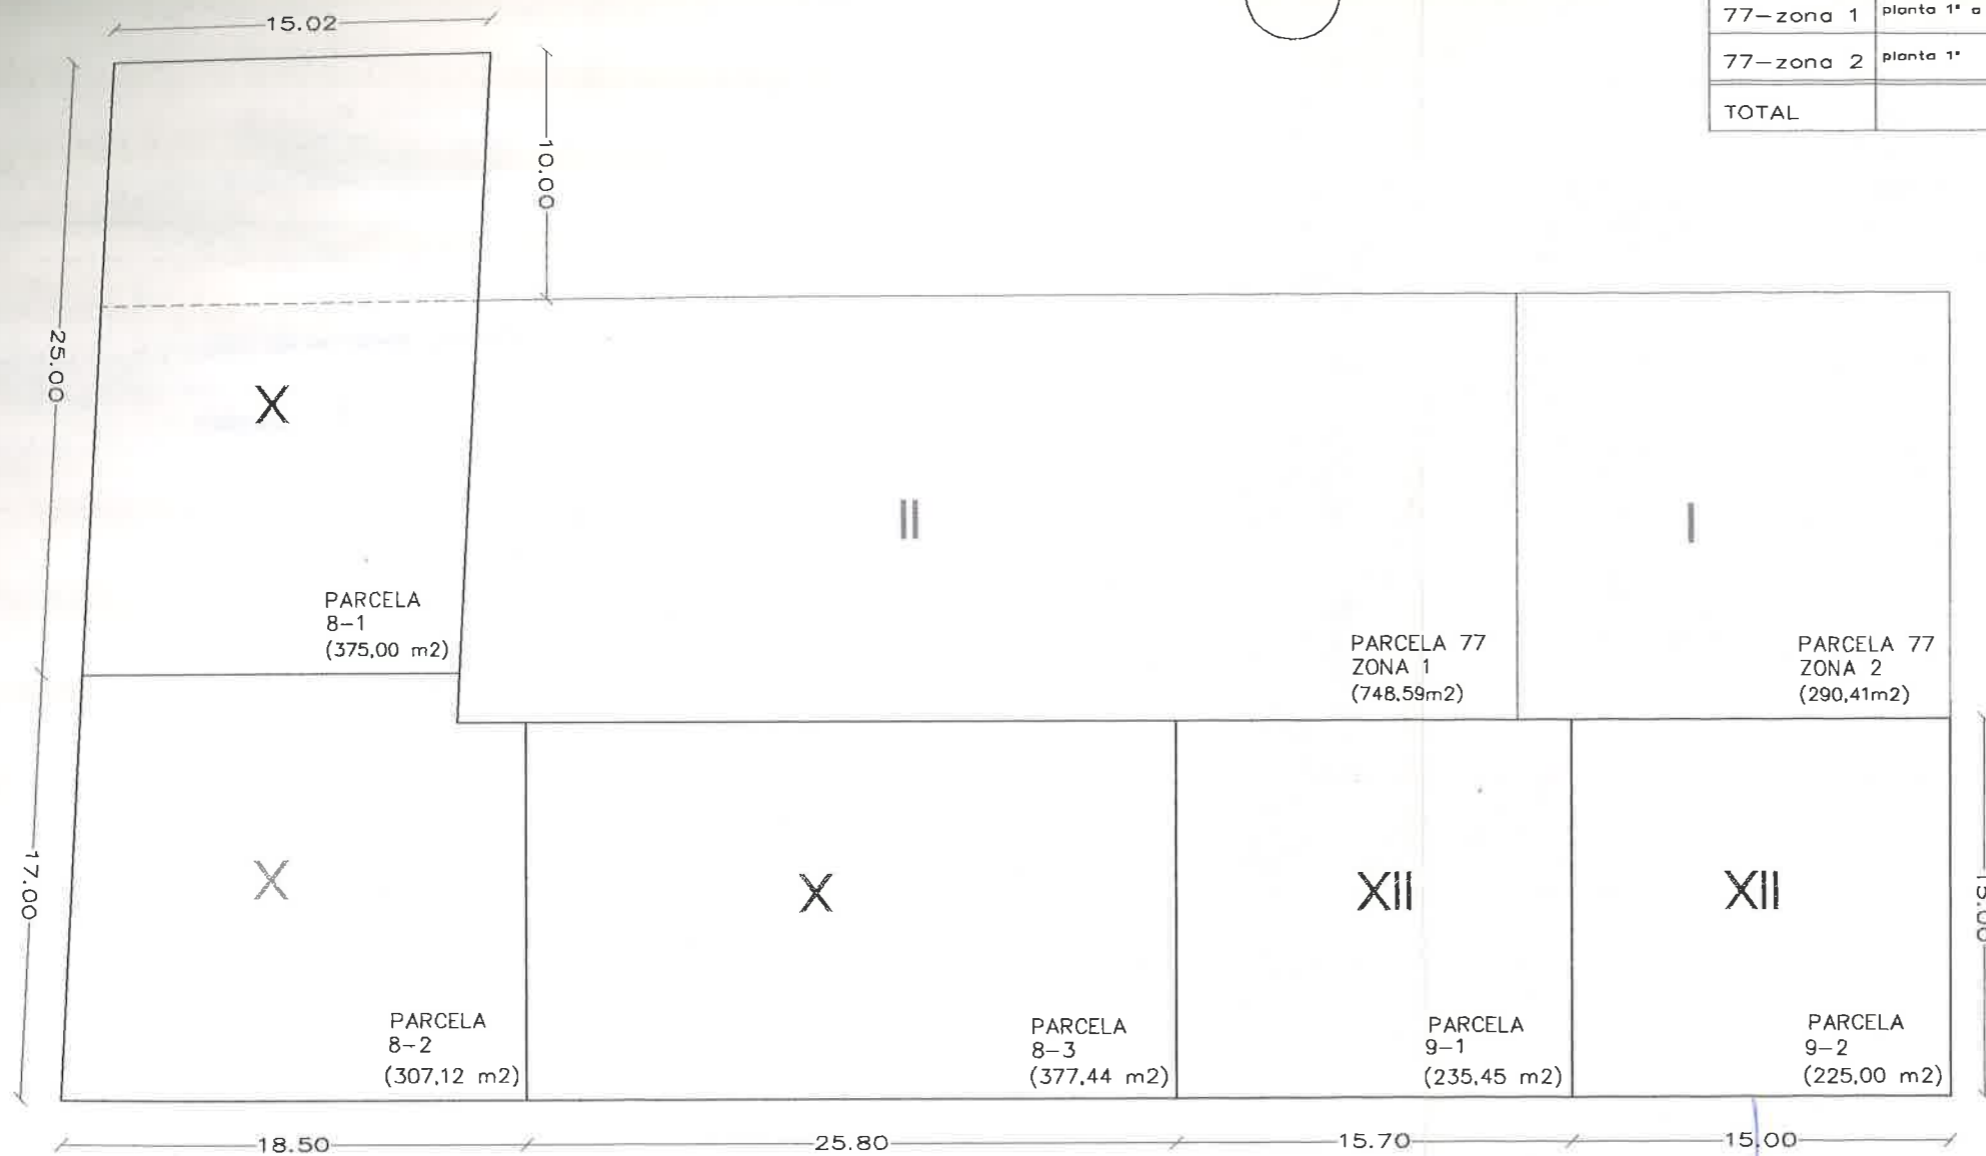 15.02
77-zona 1 planta 1ª a
77-zona 2 planta 1ª
TOTAL
10.00
25.00
X
II
I
PARCELA
8-1
(375,00 m2)
PARCELA 77
ZONA 1
(748,59m2)
PARCELA 77
ZONA 2
(290,41m2)
17.00
X
X
XII
XII
15.00
PARCELA
8-2
(307,12 m2)
PARCELA
8-3
(377,44 m2)
PARCELA
9-1
(235,45 m2)
PARCELA
9-2
(225,00 m2)
18.50
25.80
15.70
15.00